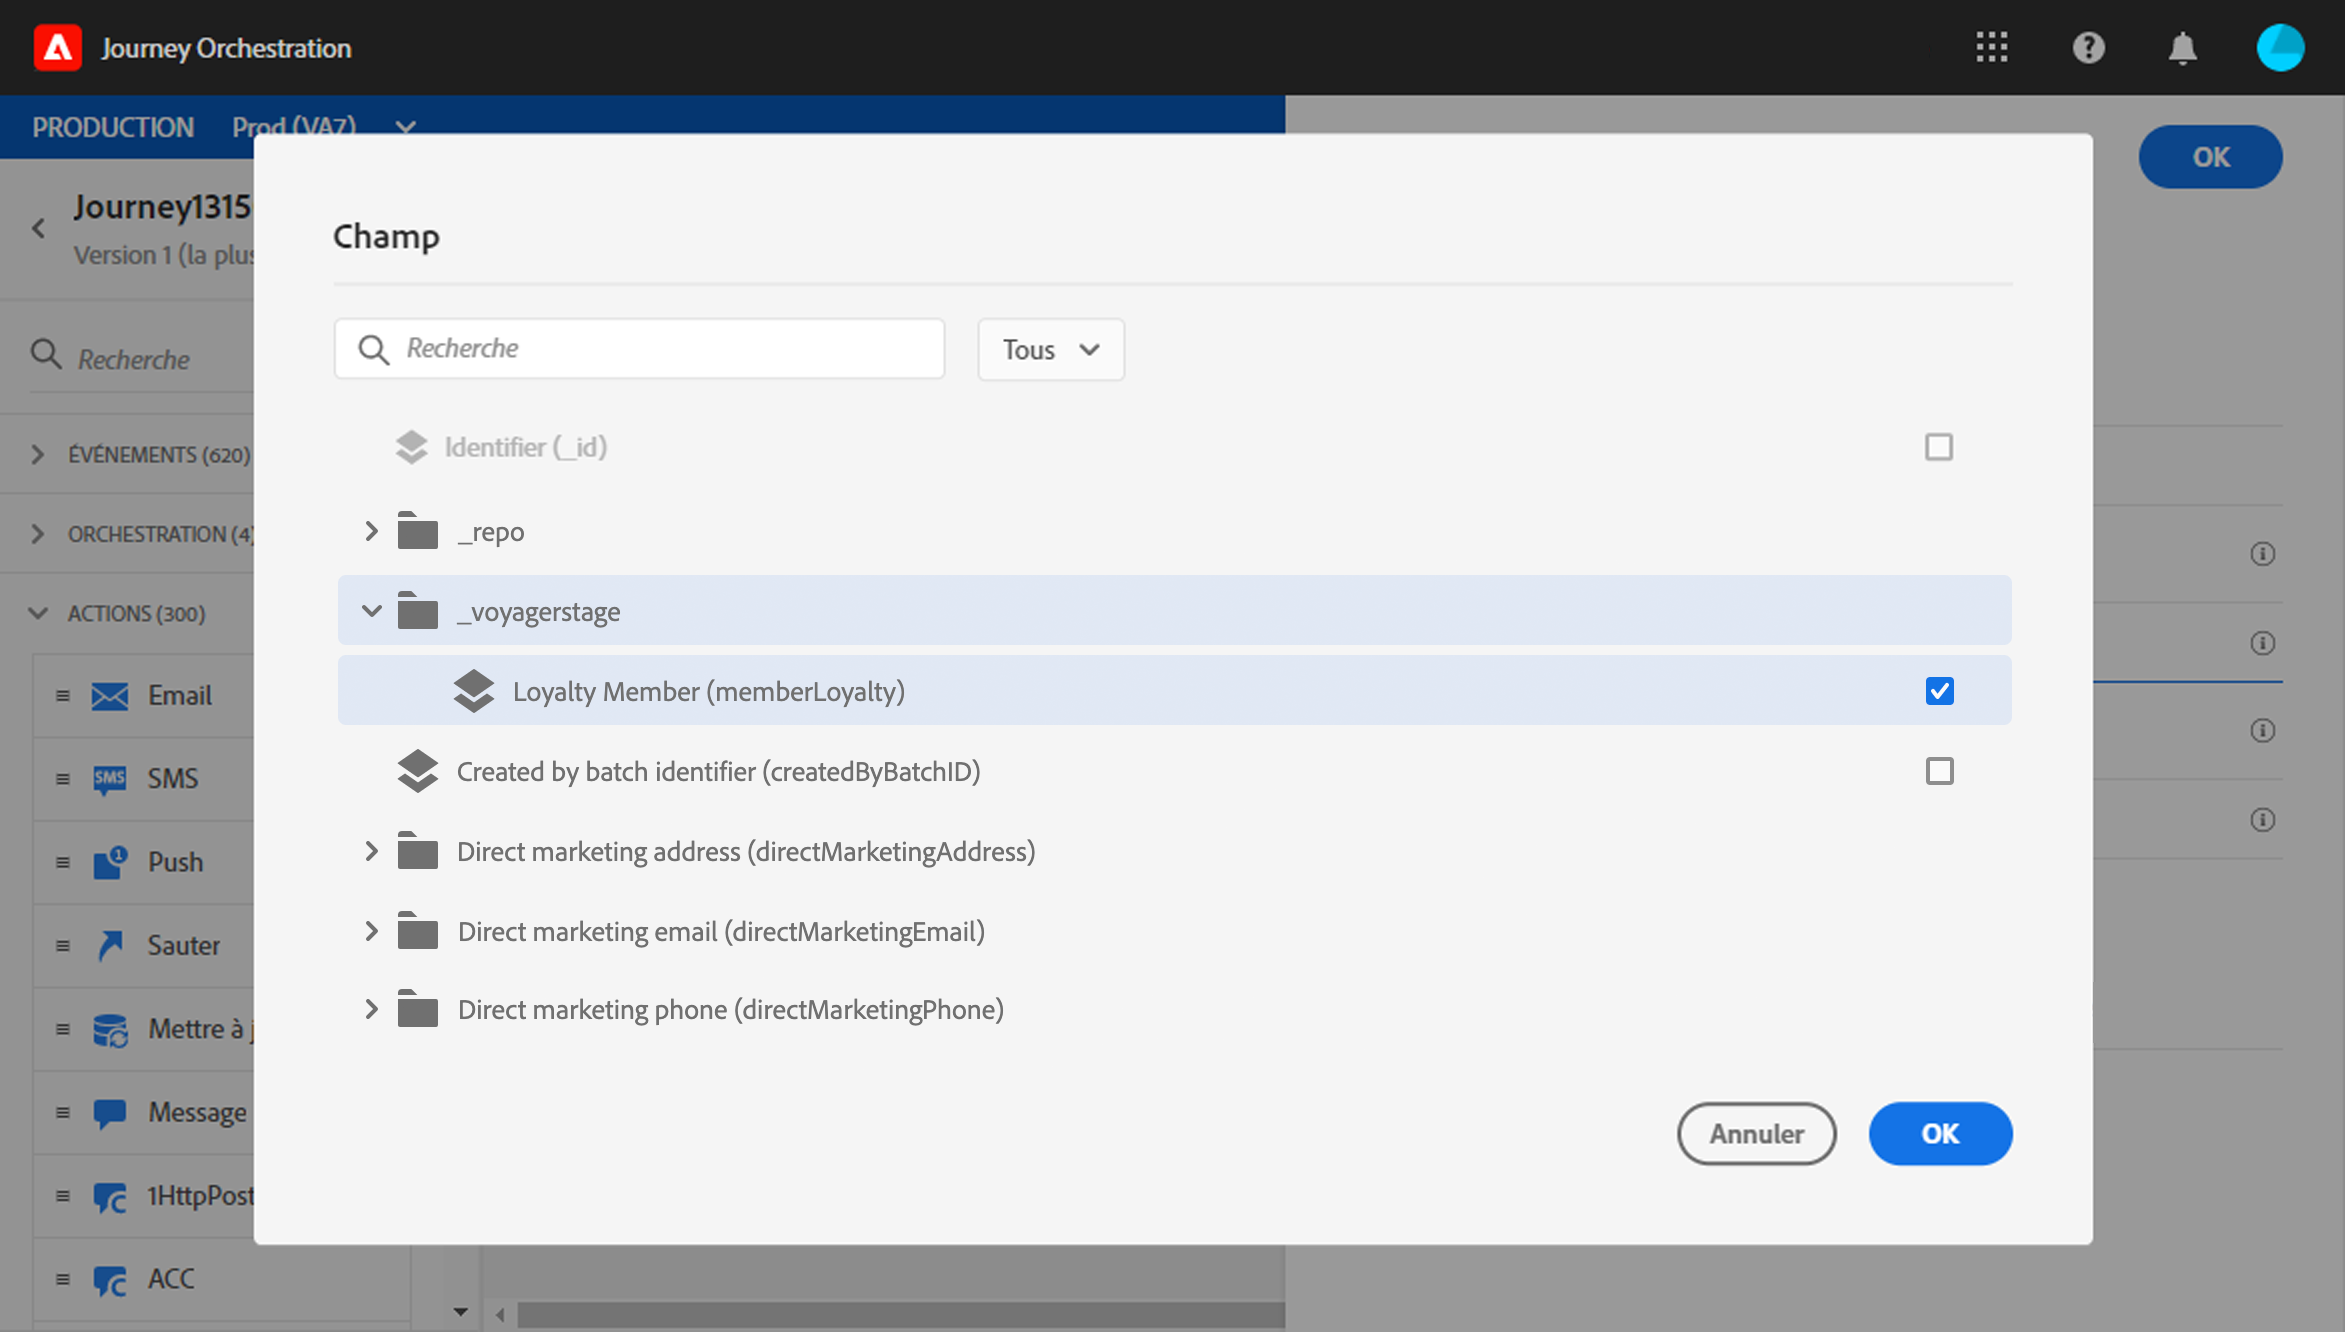 Journey Orchestration
PRODUCTION Prod (VA7)
OK
Journey1315
Version 1 (la plus
Recherche
ÉVÉNEMENTS (620)
ORCHESTRATION (4)
ACTIONS (300)
Email
SMS
SMS
1
Push
Sauter
Mettre à j
Message
1HttpPost
ACC
Champ
Recherche
Tous
Identifier (_id)
_repo
_voyagerstage
Loyalty Member (memberLoyalty)
Created by batch identifier (createdByBatchID)
Direct marketing address (directMarketingAddress)
Direct marketing email (directMarketingEmail)
Direct marketing phone (directMarketingPhone)
Annuler
OK